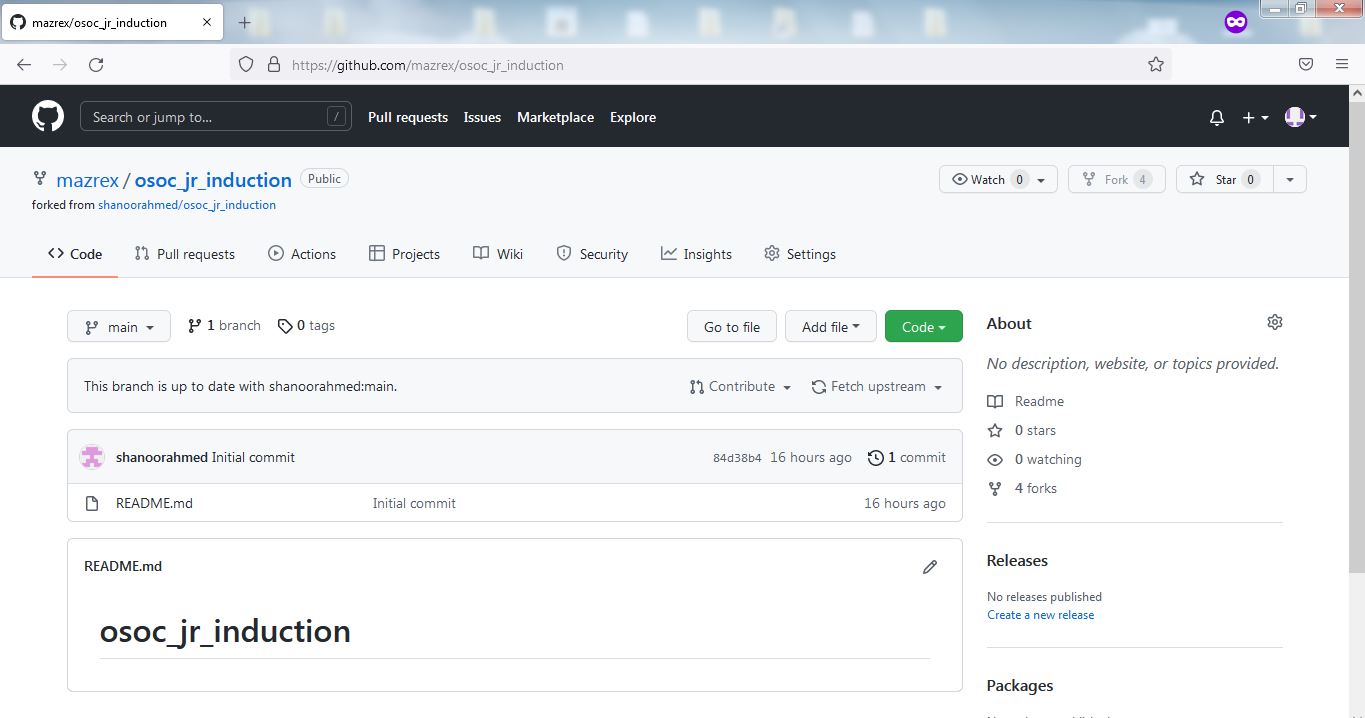 mazrex/osoc_jr_induction
https://github.com/mazrex/osoc_jr_induction
Search or jump to... / Pull requests Issues Marketplace Explore
mazrex / osoc_jr_induction Public Watch 0 Fork 4 Star 0
forked from shanoorahmed/osoc_jr_induction
Code Pull requests Actions Projects Wiki Security Insights Settings
main 1 branch 0 tags Go to file Add file Code
This branch is up to date with shanoorahmed:main. Contribute Fetch upstream
shanoorahmed Initial commit 84d38b4 16 hours ago 1 commit
README.md Initial commit 16 hours ago
README.md
osoc_jr_induction
About
No description, website, or topics provided.
Readme
0 stars
0 watching
4 forks
Releases
No releases published
Create a new release
Packages